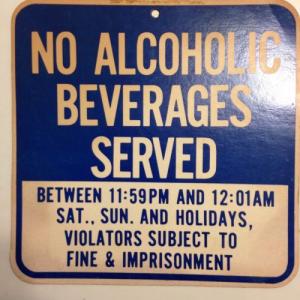 NO ALCOHOLIC
BEVERAGES
SERVED
BETWEEN 11:59PM AND 12:01AM
SAT., SUN. AND HOLIDAYS,
VIOLATORS SUBJECT TO
FINE & IMPRISONMENT